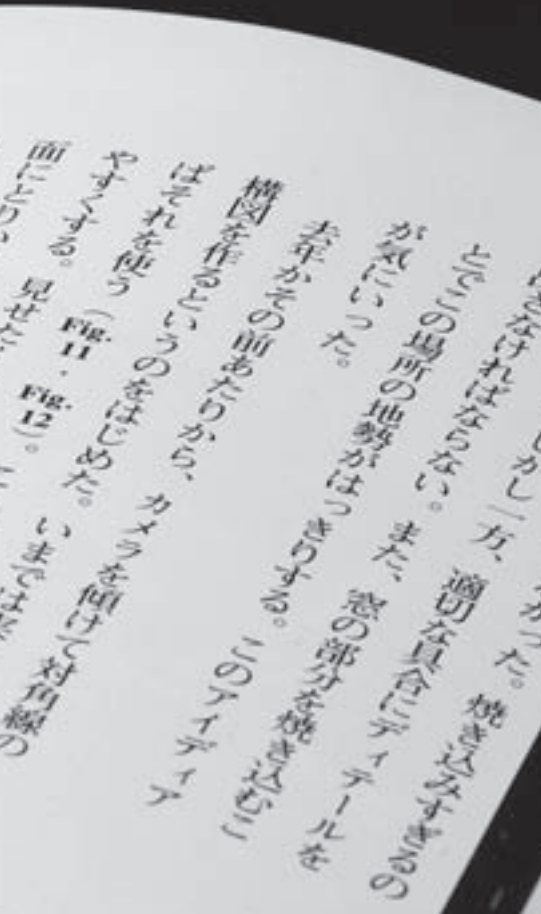 かった。焼き込みすぎるの
しかし一方、適切な具合にディテールを
なければならない。また、窓の部分を焼き込むこ
とでこの場所の地勢がはっきりする。このアイディア
が気にいった。
去年かその前あたりから、カメラを傾けて対角線の
構図を作るというのをはじめた。いまでは
ばそれを使う（Fig. 11・Fig. 12）。
やすくする。見せた
面にとり